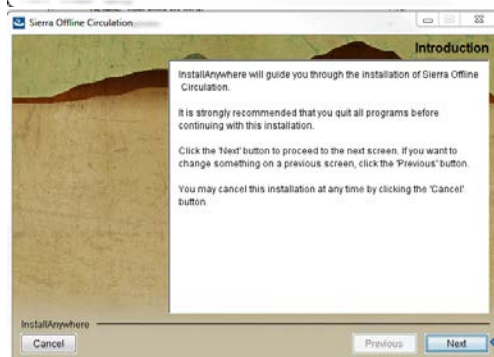 Sierra Offline Circulation
Introduction
InstallAnywhere will guide you through the installation of Sierra Offline
Circulation.
It is strongly recommended that you quit all programs before
continuing with this installation.
Click the 'Next' button to proceed to the next screen. If you want to
change something on a previous screen, click the 'Previous' button.
You may cancel this installation at any time by clicking the 'Cancel'
button.
InstallAnywhere
Cancel Previous Next